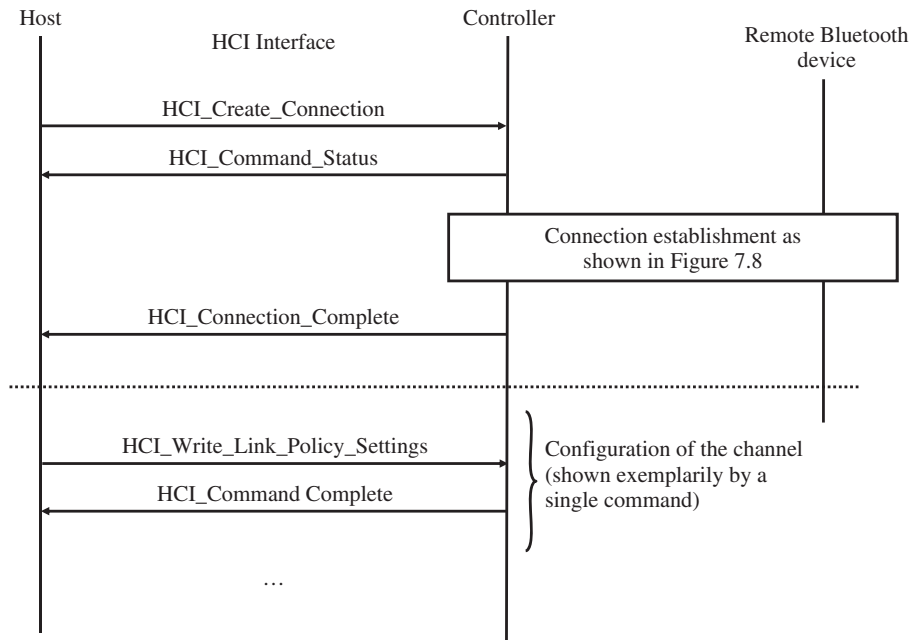 Host
Controller
HCI Interface
Remote Bluetooth
device
HCI_Create_Connection
HCI_Command_Status
Connection establishment as
shown in Figure 7.8
HCI_Connection_Complete
HCI_Write_Link_Policy_Settings
HCI_Command Complete
Configuration of the channel
(shown exemplarily by a
single command)
…